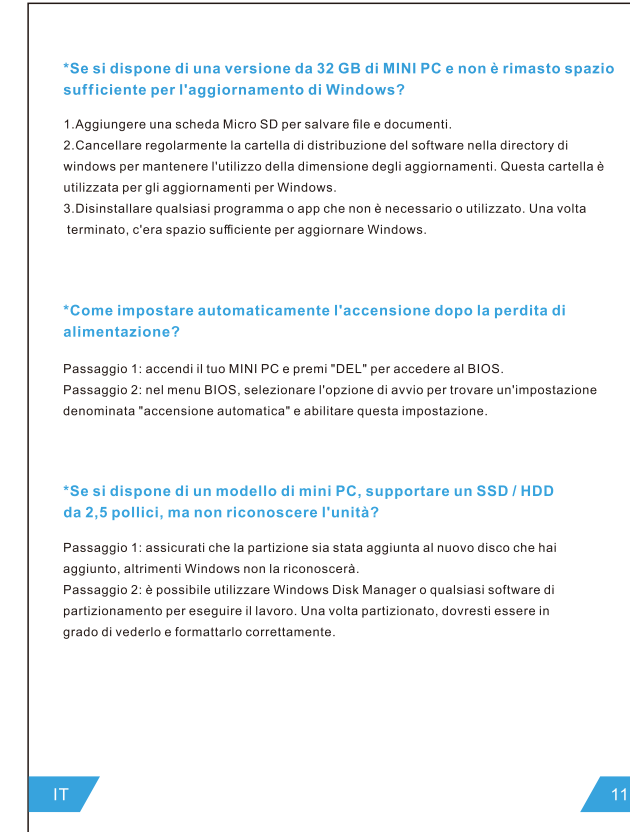 *Se si dispone di una versione da 32 GB di MINI PC e non è rimasto spazio
sufficiente per l'aggiornamento di Windows?
1.Aggiungere una scheda Micro SD per salvare file e documenti.
2.Cancellare regolarmente la cartella di distribuzione del software nella directory di
windows per mantenere l'utilizzo della dimensione degli aggiornamenti. Questa cartella è
utilizzata per gli aggiornamenti per Windows.
3.Disinstallare qualsiasi programma o app che non è necessario o utilizzato. Una volta
terminato, c'era spazio sufficiente per aggiornare Windows.
*Come impostare automaticamente l'accensione dopo la perdita di
alimentazione?
Passaggio 1: accendi il tuo MINI PC e premi "DEL" per accedere al BIOS.
Passaggio 2: nel menu BIOS, selezionare l'opzione di avvio per trovare un'impostazione
denominata "accensione automatica" e abilitare questa impostazione.
*Se si dispone di un modello di mini PC, supportare un SSD / HDD
da 2,5 pollici, ma non riconoscere l'unità?
Passaggio 1: assicurati che la partizione sia stata aggiunta al nuovo disco che hai
aggiunto, altrimenti Windows non la riconoscerà.
Passaggio 2: è possibile utilizzare Windows Disk Manager o qualsiasi software di
partizionamento per eseguire il lavoro. Una volta partizionato, dovresti essere in
grado di vederlo e formattarlo correttamente.
IT
11